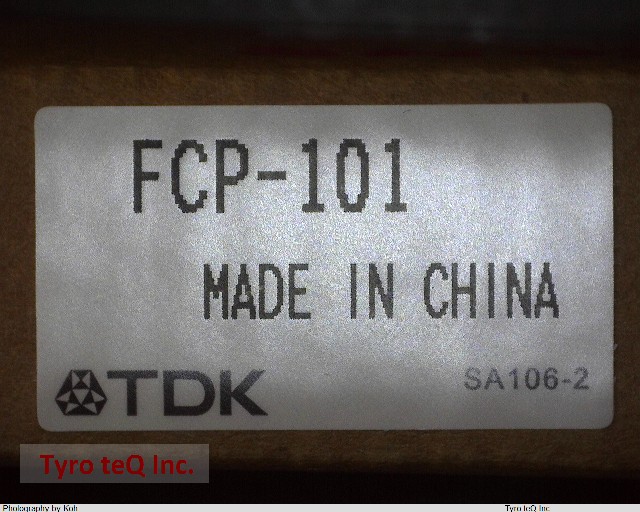 FCP-101
MADE IN CHINA
TDK
SA106-2
Tyro teQ Inc.
Photography by Koh
Tyro teQ Inc